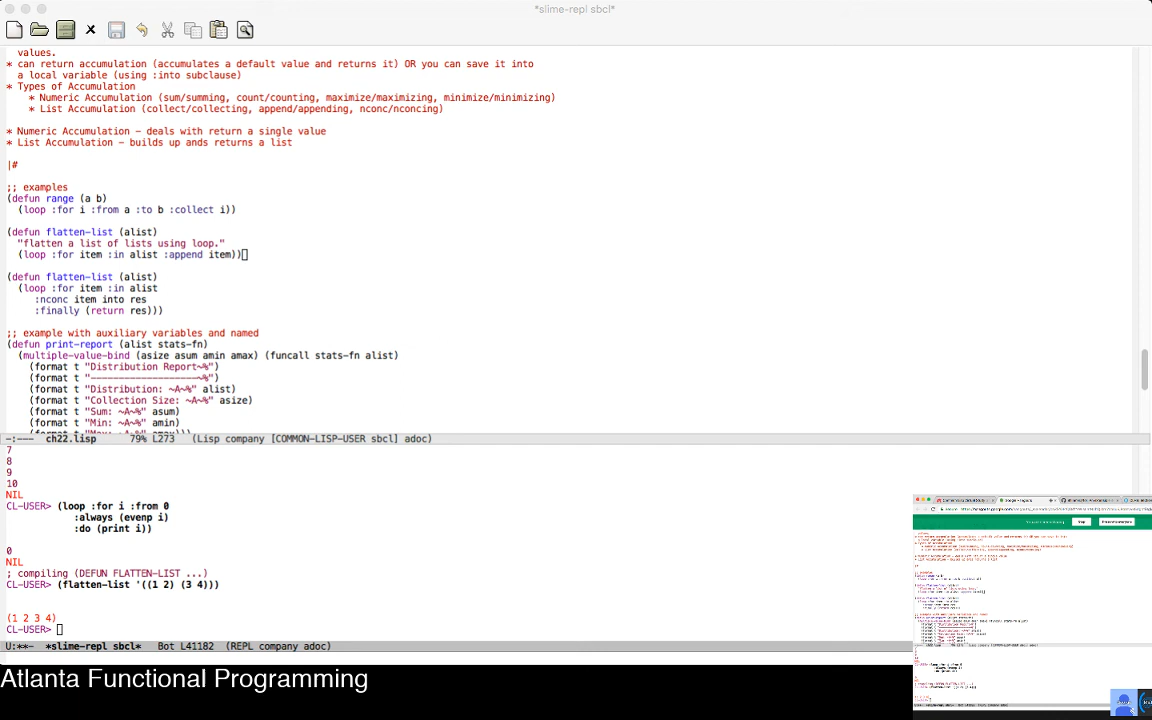 *slime-repl sbcl*
values.
* can return accumulation (accumulates a default value and returns it) OR you can save it into
a local variable (using :into subclause)
* Types of Accumulation
* Numeric Accumulation (sum/summing, count/counting, maximize/maximizing, minimize/minimizing)
* List Accumulation (collect/collecting, append/appending, nconc/nconcing)
* Numeric Accumulation – deals with return a single value
* List Accumulation – builds up ands returns a list
|#
;; examples
(defun range (a b)
(loop :for i :from a :to b :collect i))
(defun flatten-list (alist)
"flatten a list of lists using loop."
(loop :for item :in alist :append item))
(defun flatten-list (alist)
(loop :for item :in alist
:nconc item into res
:finally (return res)))
;; example with auxiliary variables and named
(defun print-report (alist stats-fn)
(multiple-value-bind (asize asum amin amax) (funcall stats-fn alist)
(format t "Distribution Report~%")
(format t "———————————————————~%")
(format t "Distribution: ~A~%" alist)
(format t "Collection Size: ~A~%" asize)
(format t "Sum: ~A~%" asum)
(format t "Min: ~A~%" amin)
-:--- ch22.lisp 79% L273 (Lisp company [COMMON-LISP-USER sbcl] adoc)
7
8
9
10
NIL
CL-USER> (loop :for i :from 0
:always (evenp i)
:do (print i))
0
NIL
; compiling (DEFUN FLATTEN-LIST ...)
CL-USER> (flatten-list '((1 2) (3 4)))
(1 2 3 4)
CL-USER>
U:**- *slime-repl sbcl* Bot L41182 (REPL company adoc)
Atlanta Functional Programming